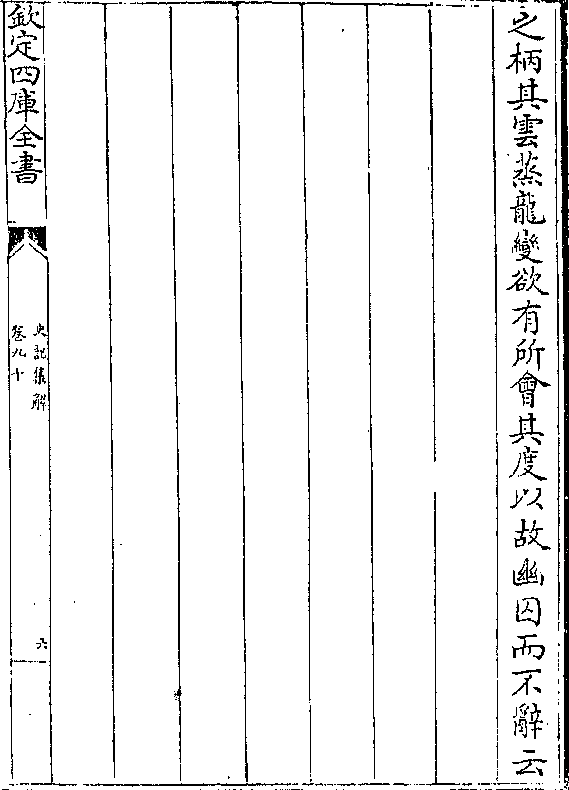 之柄其雲蒸龍變欲有所會其度以故幽囚而不辭云
欽定四庫全書
史記集解
卷九十
六